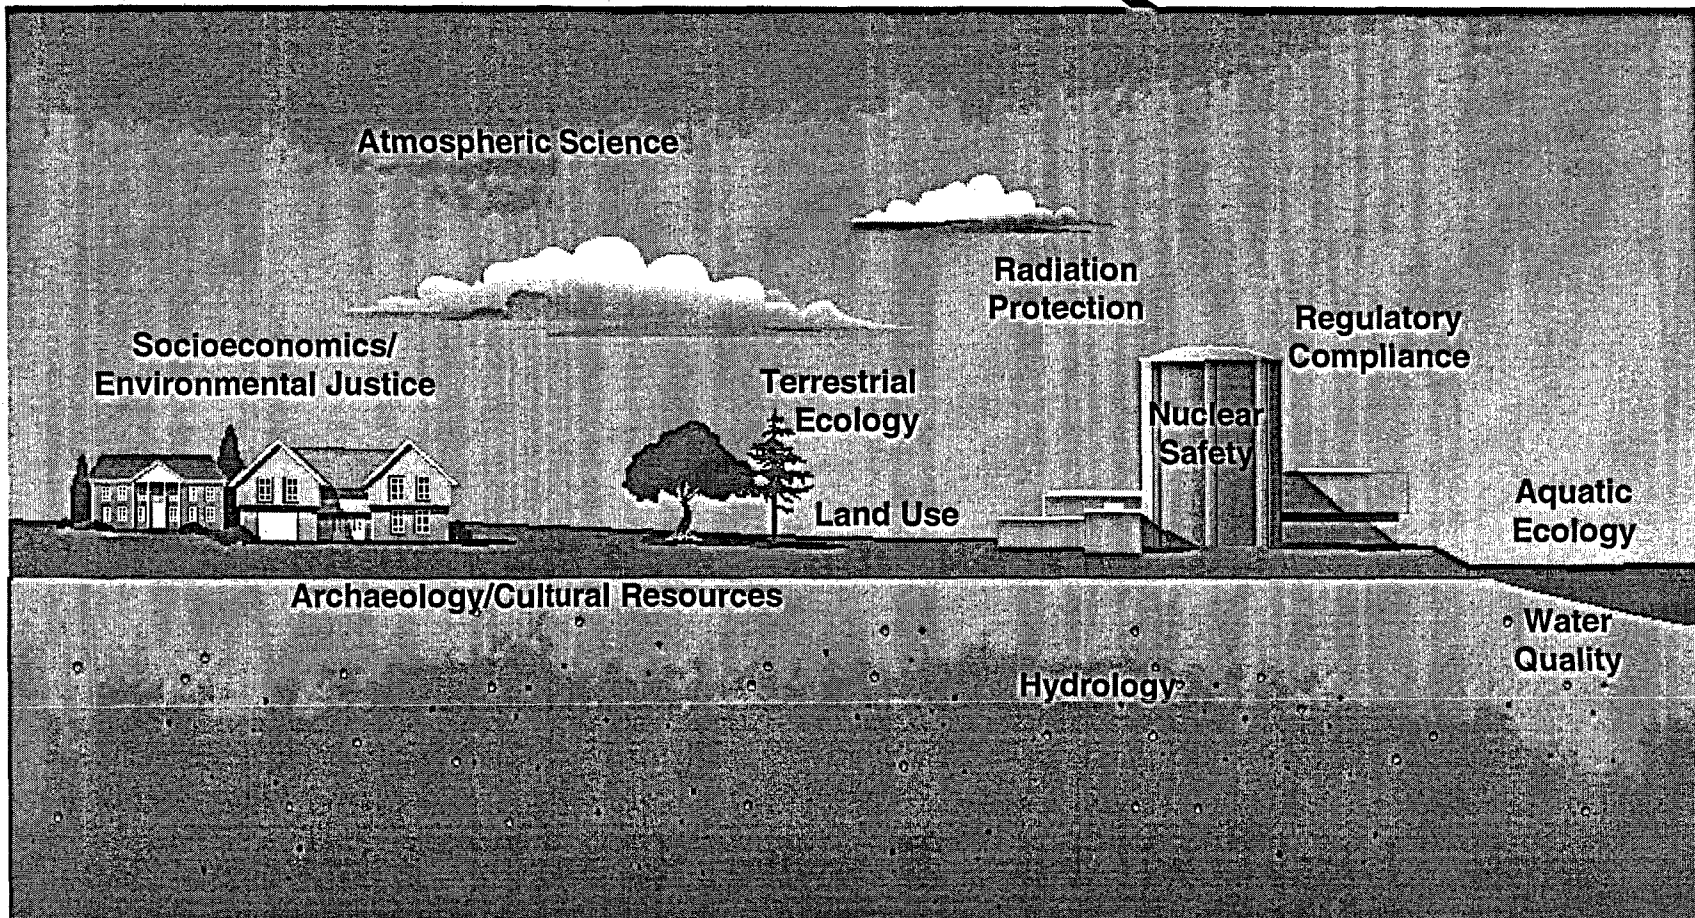 Atmospheric Science
Radiation
Protection
Regulatory
Compliance
Socioeconomics/
Environmental Justice
Terrestrial
Ecology
Nuclear
Safety
Land Use
Aquatic
Ecology
Archaeology/Cultural Resources
Water
Quality
Hydrology